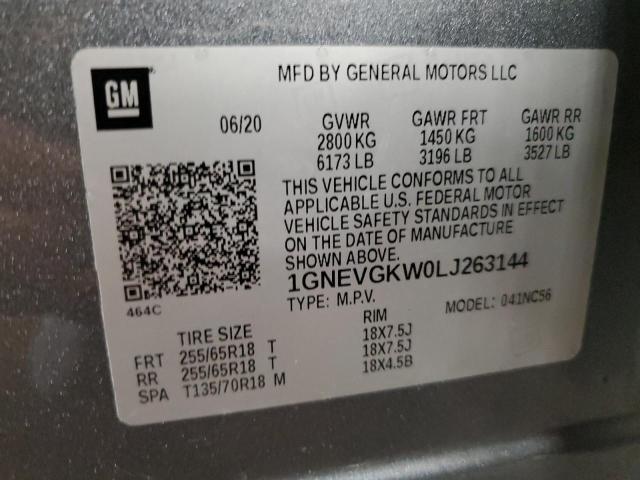 GM
MFD BY GENERAL MOTORS LLC
06/20 GVWR GAWR FRT GAWR RR
2800 KG 1450 KG 1600 KG
6173 LB 3196 LB 3527 LB
THIS VEHICLE CONFORMS TO ALL
APPLICABLE U.S. FEDERAL MOTOR
VEHICLE SAFETY STANDARDS IN EFFECT
ON THE DATE OF MANUFACTURE
SHOWN ABOVE.
1GNEVGKW0LJ263144
464C
TYPE: M.P.V. MODEL: 041NC56
TIRE SIZE RIM
FRT 255/65R18 T 18X7.5J
RR 255/65R18 T 18X7.5J
SPA T135/70R18 M 18X4.5B